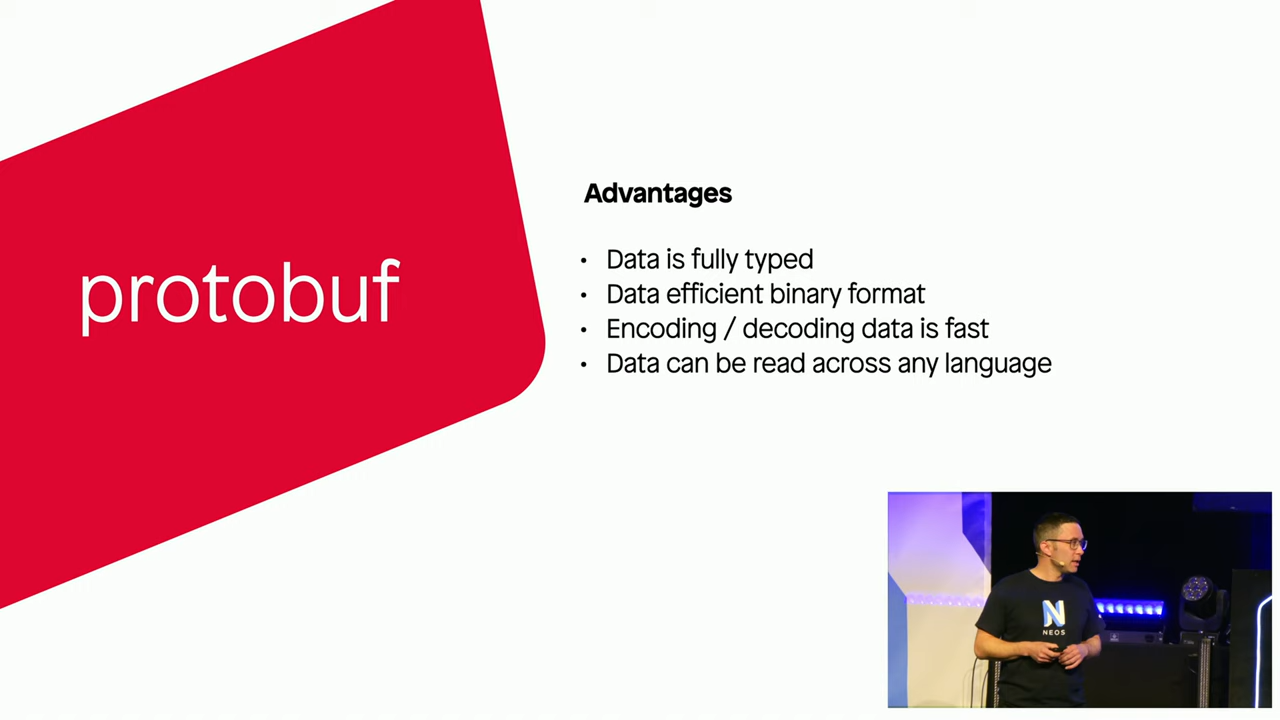 protobuf
Advantages
• Data is fully typed
• Data efficient binary format
• Encoding / decoding data is fast
• Data can be read across any language
N
NEOS